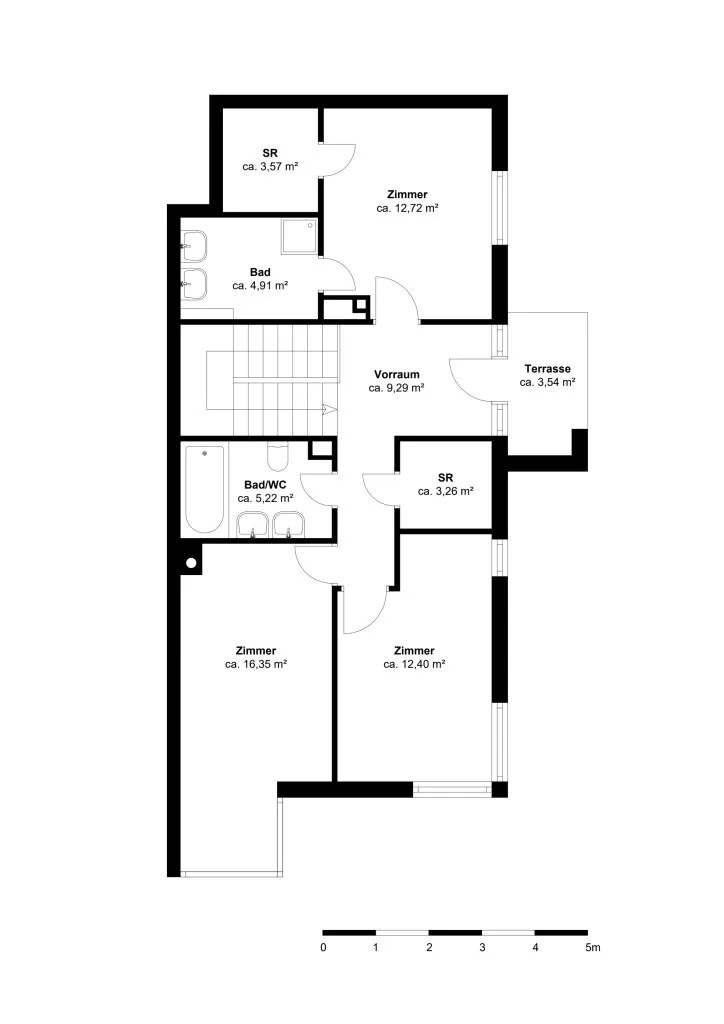 SR
ca. 3,57 m²
Zimmer
ca. 12,72 m²
Bad
ca. 4,91 m²
Vorraum
ca. 9,29 m²
Terrasse
ca. 3,54 m²
Bad/WC
ca. 5,22 m²
SR
ca. 3,26 m²
Zimmer
ca. 16,35 m²
Zimmer
ca. 12,40 m²
0 1 2 3 4 5m